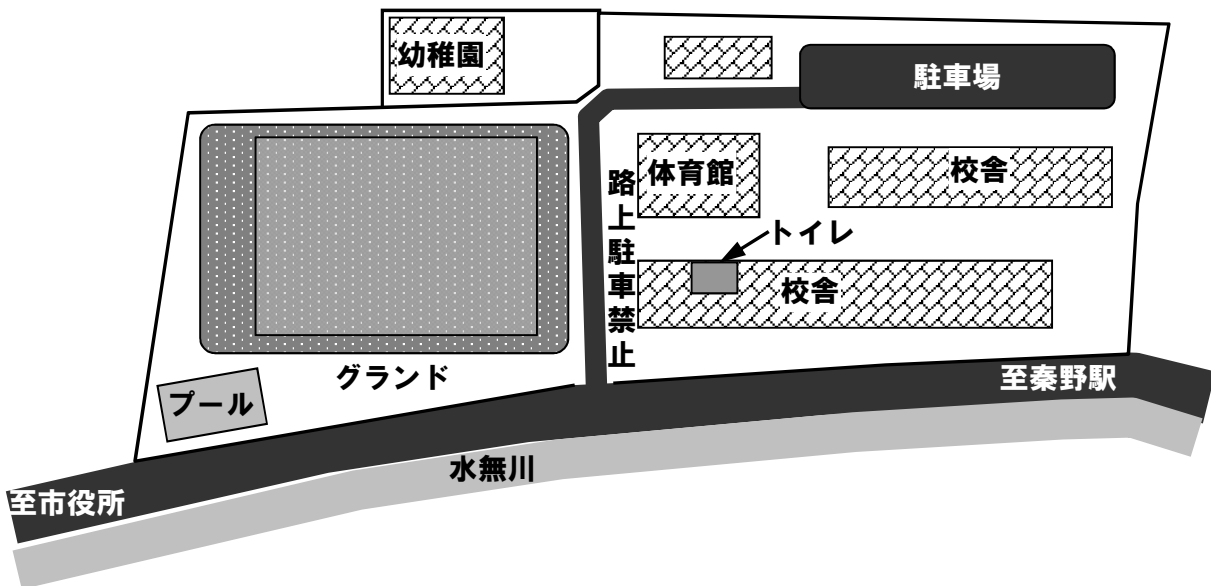 幼稚園
駐車場
体育館
校舎
路上駐車禁止
トイレ
校舎
グランド
至秦野駅
プール
水無川
至市役所